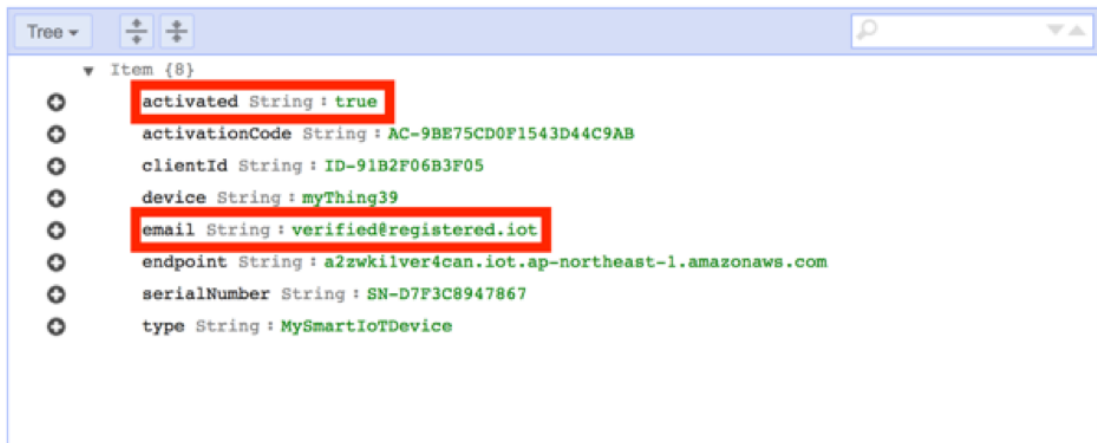 Tree
Item {8}
activated String : true
activationCode String : AC-9BE75CD0F1543D44C9AB
clientId String : ID-91B2F06B3F05
device String : myThing39
email String : verified@registered.iot
endpoint String : a2zwki1ver4can.iot.ap-northeast-1.amazonaws.com
serialNumber String : SN-D7F3C8947867
type String : MySmartIoTDevice